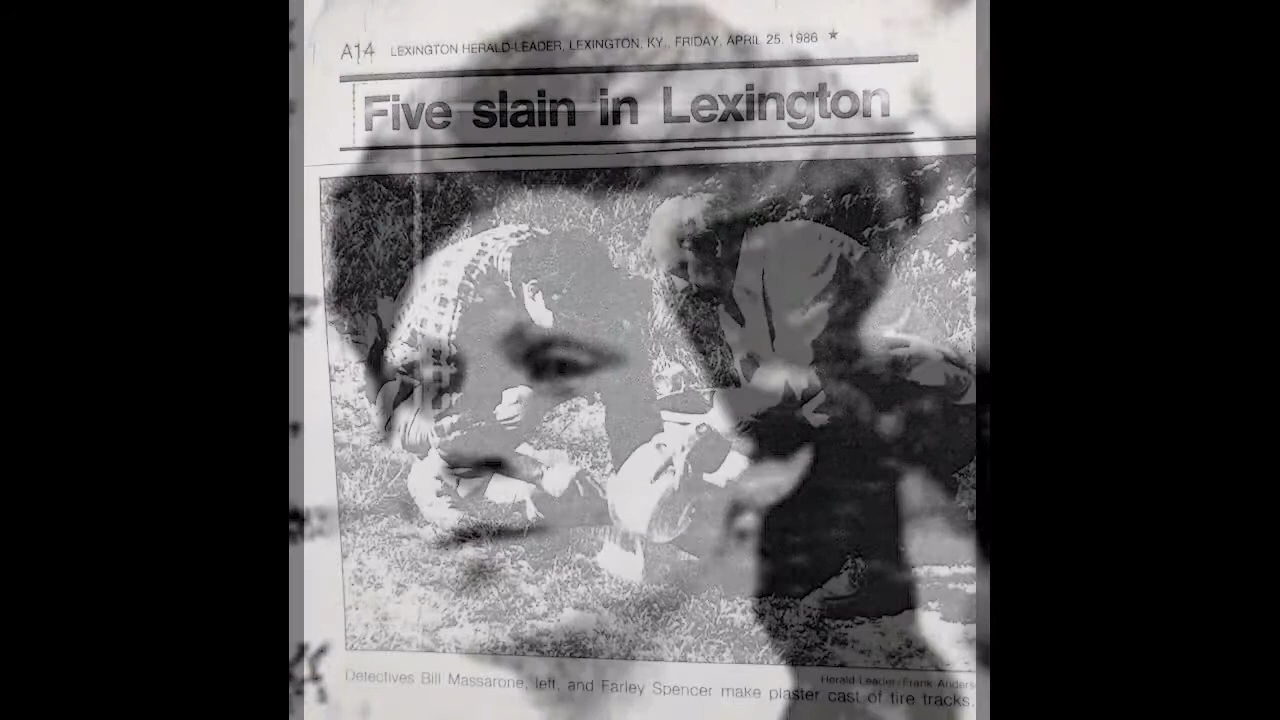 A14 LEXINGTON HERALD-LEADER, LEXINGTON, KY., FRIDAY, APRIL 25, 1986 ★
Five slain in Lexington
Herald-Leader/Frank Anders
Detectives Bill Massarone, left, and Farley Spencer make plaster cast of tire tracks.